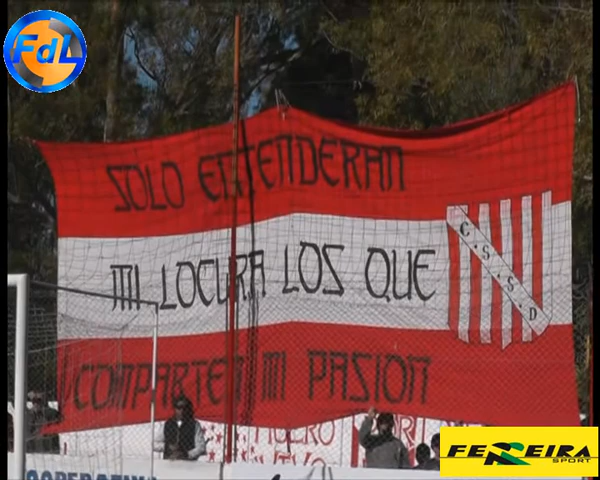 FdL
SOLO ENTENDERAN
MI LOCURA LOS QUE
C.S.S.D
COMPARTEN MI PASION
FERREIRA
SPORT